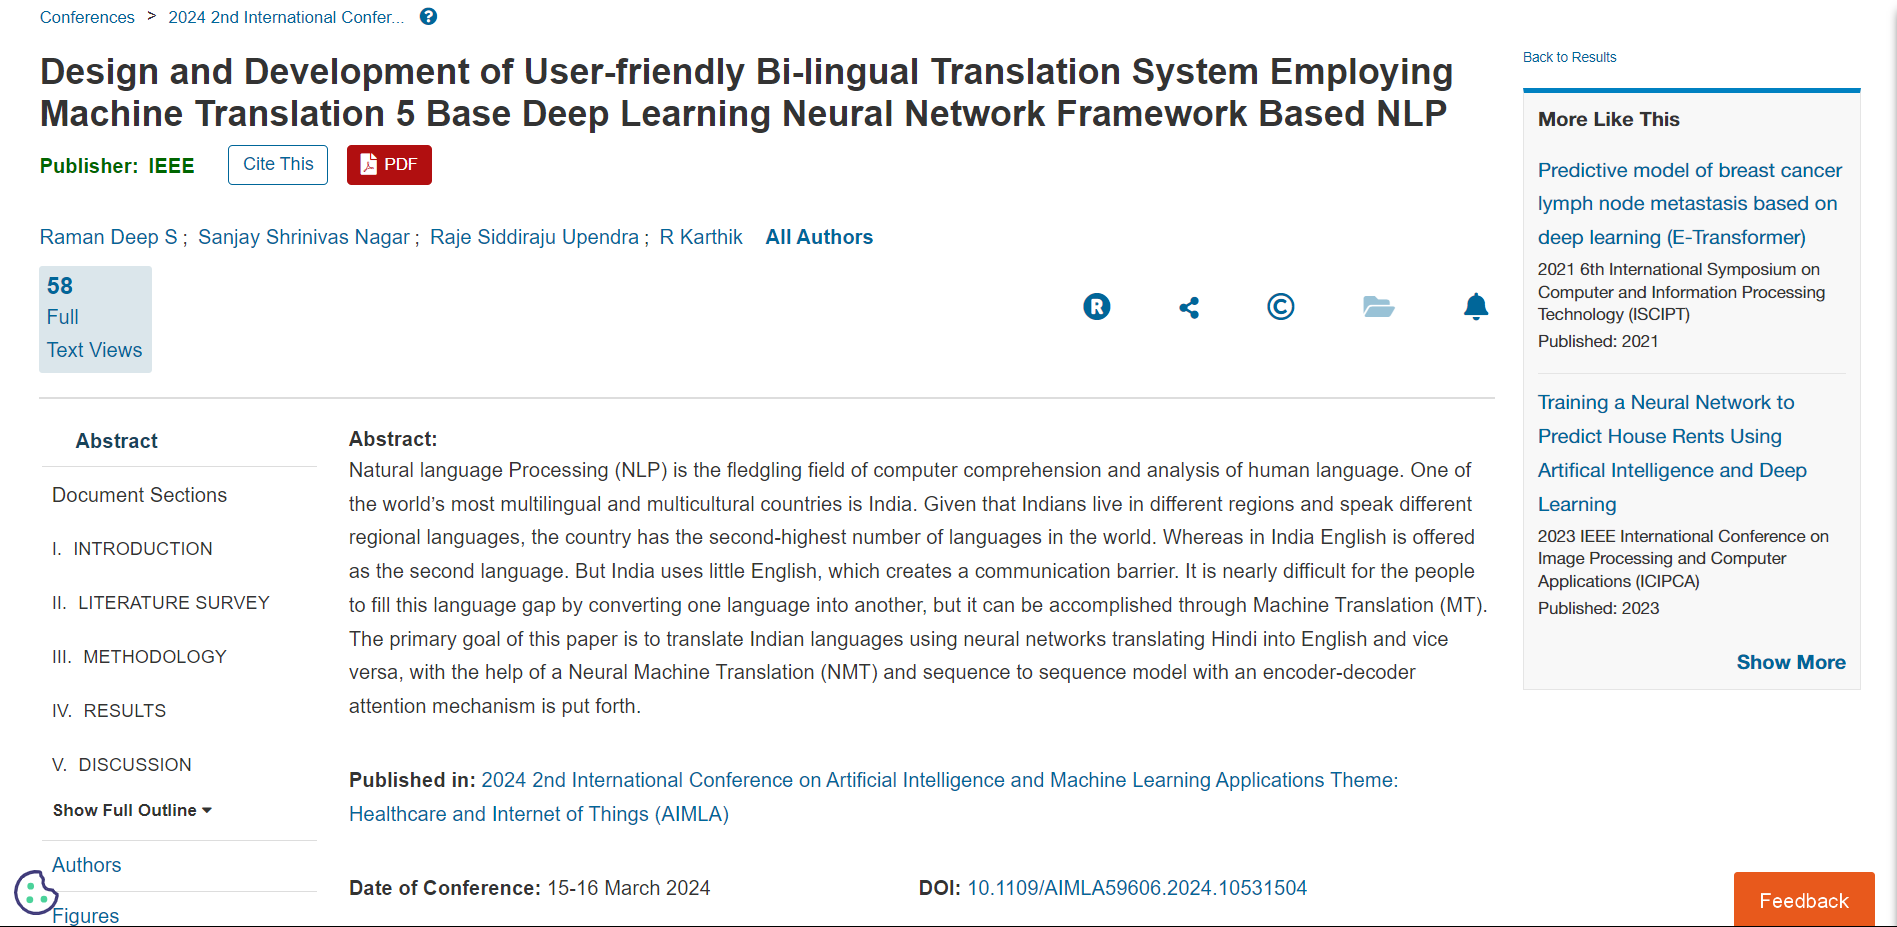 Conferences > 2024 2nd International Confer... ?
Design and Development of User-friendly Bi-lingual Translation System Employing
Machine Translation 5 Base Deep Learning Neural Network Framework Based NLP
Publisher: IEEE Cite This PDF
Raman Deep S ; Sanjay Shrinivas Nagar ; Raje Siddiraju Upendra ; R Karthik All Authors
58
Full
Text Views
R ©
Abstract
Document Sections
I. INTRODUCTION
II. LITERATURE SURVEY
III. METHODOLOGY
IV. RESULTS
V. DISCUSSION
Show Full Outline
Authors
Figures
Abstract:
Natural language Processing (NLP) is the fledgling field of computer comprehension and analysis of human language. One of
the world’s most multilingual and multicultural countries is India. Given that Indians live in different regions and speak different
regional languages, the country has the second-highest number of languages in the world. Whereas in India English is offered
as the second language. But India uses little English, which creates a communication barrier. It is nearly difficult for the people
to fill this language gap by converting one language into another, but it can be accomplished through Machine Translation (MT).
The primary goal of this paper is to translate Indian languages using neural networks translating Hindi into English and vice
versa, with the help of a Neural Machine Translation (NMT) and sequence to sequence model with an encoder-decoder
attention mechanism is put forth.
Published in: 2024 2nd International Conference on Artificial Intelligence and Machine Learning Applications Theme:
Healthcare and Internet of Things (AIMLA)
Date of Conference: 15-16 March 2024 DOI: 10.1109/AIMLA59606.2024.10531504
Back to Results
More Like This
Predictive model of breast cancer
lymph node metastasis based on
deep learning (E-Transformer)
2021 6th International Symposium on
Computer and Information Processing
Technology (ISCIPT)
Published: 2021
Training a Neural Network to
Predict House Rents Using
Artifical Intelligence and Deep
Learning
2023 IEEE International Conference on
Image Processing and Computer
Applications (ICIPCA)
Published: 2023
Show More
Feedback